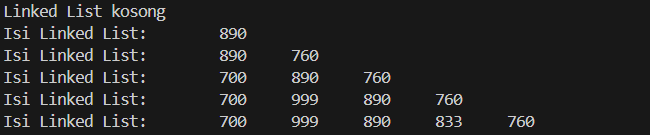 Linked List kosong
Isi Linked List:        890
Isi Linked List:        890     760
Isi Linked List:        700     890     760
Isi Linked List:        700     999     890     760
Isi Linked List:        700     999     890     833     760